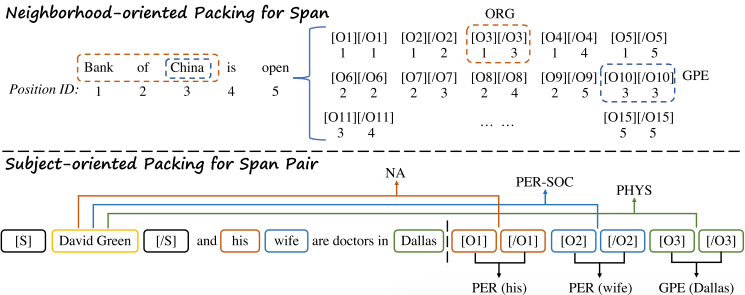 Neighborhood-oriented Packing for Span
ORG
[O1][/O1] [O2][/O2] [O3][/O3] [O4][/O4] [O5][/O5]
1 1 1 2 1 3 1 4 1 5
Bank of China is open
[O6][/O6] [O7][/O7] [O8][/O8] [O9][/O9] [O10][/O10] GPE
Position ID: 1 2 3 4 5
2 2 2 3 2 4 2 5 3 3
[O11][/O11] ... ... [O15][/O15]
3 4 5 5
Subject-oriented Packing for Span Pair
NA
PER-SOC
PHYS
[S] David Green [/S] and his wife are doctors in Dallas [O1] [/O1] [O2] [/O2] [O3] [/O3]
PER (his) PER (wife) GPE (Dallas)